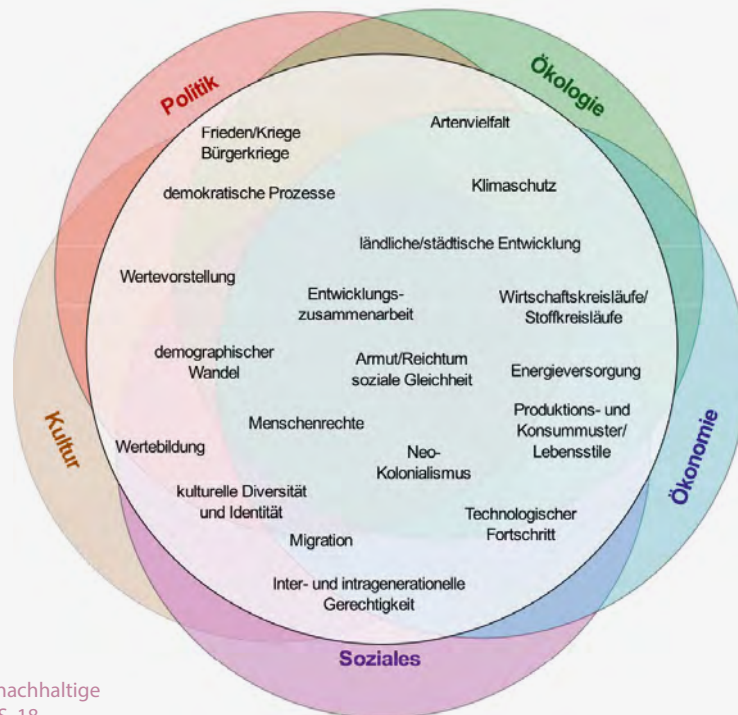 Politik
Ökologie
Frieden/Kriege
Bürgerkriege
Artenvielfalt
demokratische Prozesse
Klimaschutz
ländliche/städtische Entwicklung
Wertevorstellung
Entwicklungs-
zusammenarbeit
Wirtschaftskreisläufe/
Stoffkreisläufe
demographischer
Wandel
Armut/Reichtum
soziale Gleichheit
Energieversorgung
Kultur
Menschenrechte
Produktions- und
Konsummuster/
Lebensstile
Ökonomie
Wertebildung
Neo-
Kolonialismus
kulturelle Diversität
und Identität
Technologischer
Fortschritt
Migration
Inter- und intragenerationelle
Gerechtigkeit
Soziales
nachhaltige